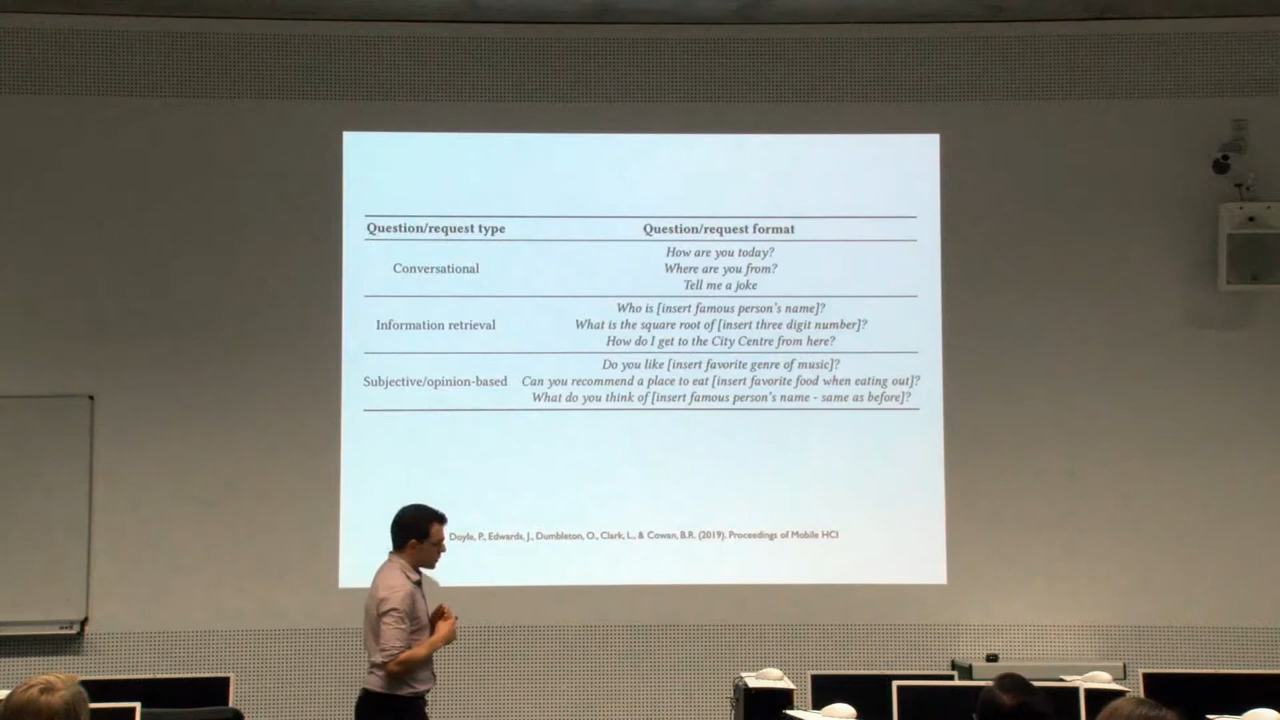 Question/request type Question/request format
How are you today?
Conversational Where are you from?
Tell me a joke
Who is [insert famous person's name]?
Information retrieval What is the square root of [insert three digit number]?
How do I get to the City Centre from here?
Do you like [insert favorite genre of music]?
Subjective/opinion-based Can you recommend a place to eat [insert favorite food when eating out]?
What do you think of [insert famous person's name - same as before]?
Doyle, P., Edwards, J., Dumbleton, O., Clark, L., & Cowan, B.R. (2019). Proceedings of Mobile HCI